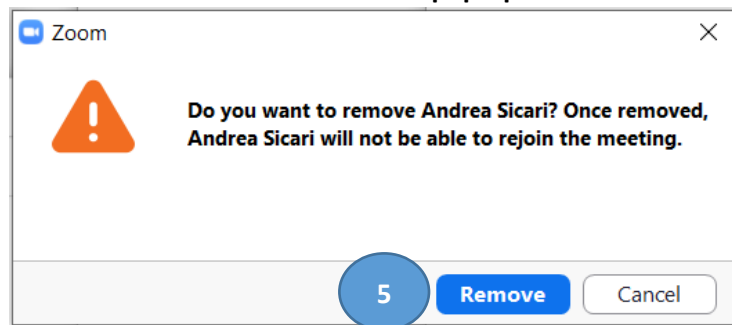 Zoom
Do you want to remove Andrea Sicari? Once removed,
Andrea Sicari will not be able to rejoin the meeting.
5
Remove
Cancel